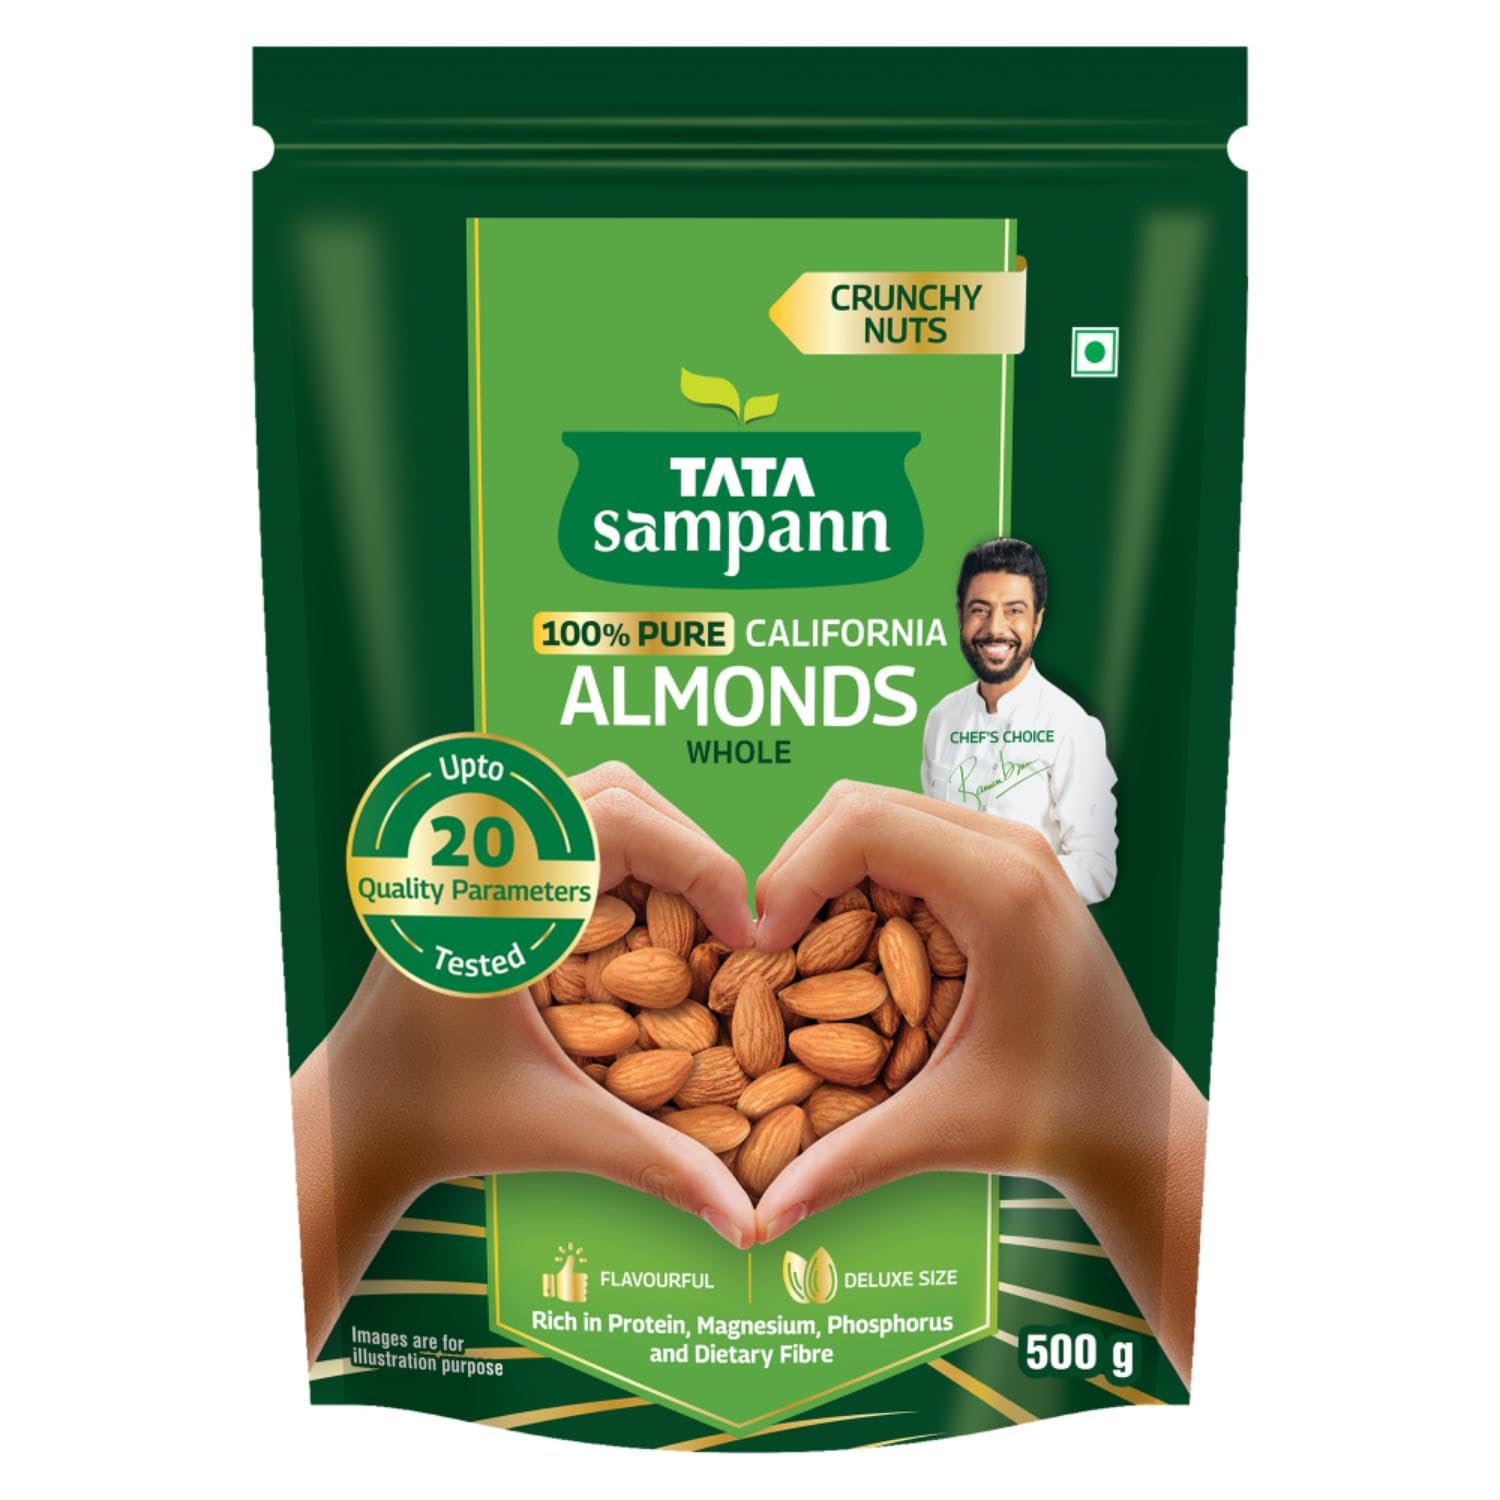 CRUNCHY
NUTS
TATA
sampann
100% PURE CALIFORNIA
ALMONDS
WHOLE
CHEF'S CHOICE
Upto
20
Quality Parameters
Tested
FLAVOURFUL
DELUXE SIZE
Rich in Protein, Magnesium, Phosphorus
and Dietary Fibre
Images are for
illustration purpose
500 g